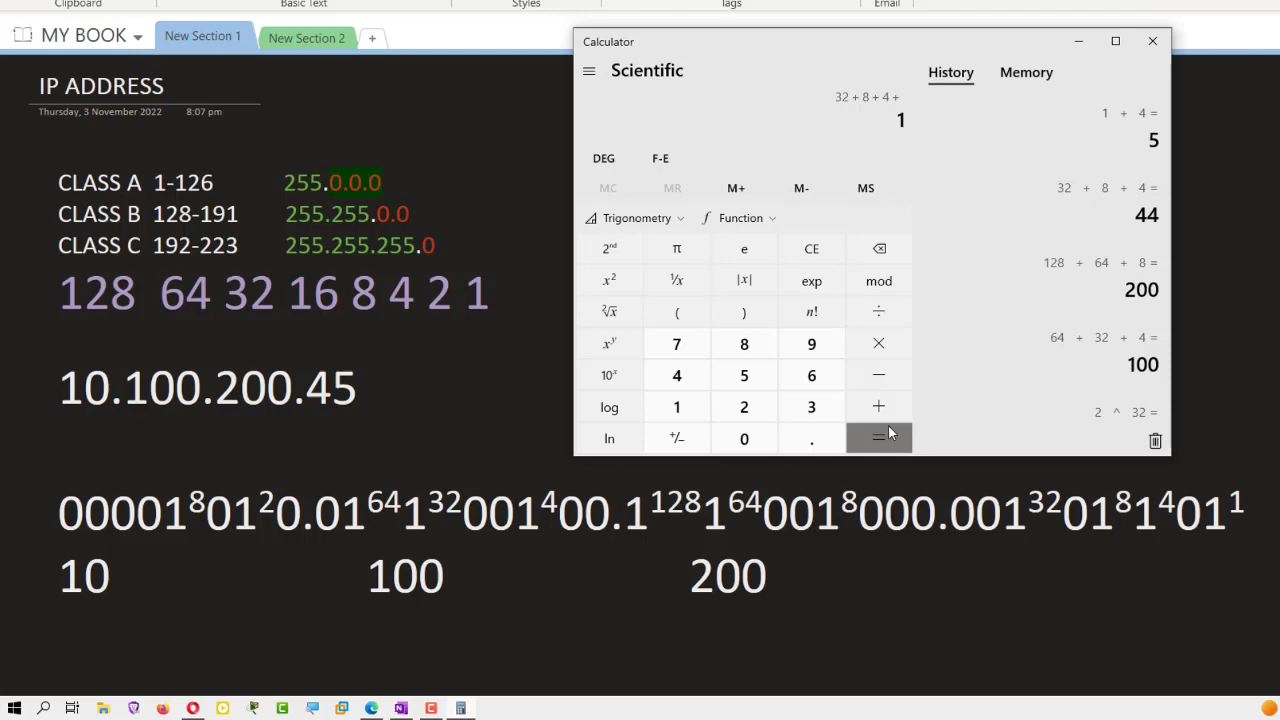 Clipboard
Basic Text
Styles
Tags
Email
MY BOOK
New Section 1
New Section 2
+
IP ADDRESS
Thursday, 3 November 2022 8:07 pm
CLASS A 1-126 255.0.0.0
CLASS B 128-191 255.255.0.0
CLASS C 192-223 255.255.255.0
128 64 32 16 8 4 2 1
10.100.200.45
00001⁸01²0.01⁶⁴1³²001⁴00.1¹²⁸1⁶⁴001⁸000.001³²01⁸1⁴01¹
10 100 200
Calculator
Scientific
32 + 8 + 4 +
1
DEG F-E
MC MR M+ M- MS
Trigonometry f Function
2ⁿᵈ π e CE
x² ¹/x |x| exp mod
²√x ( ) n! ÷
xʸ 7 8 9 ×
10ˣ 4 5 6 −
log 1 2 3 +
ln +/− 0 . =
History Memory
1 + 4 =
5
32 + 8 + 4 =
44
128 + 64 + 8 =
200
64 + 32 + 4 =
100
2 ^ 32 =